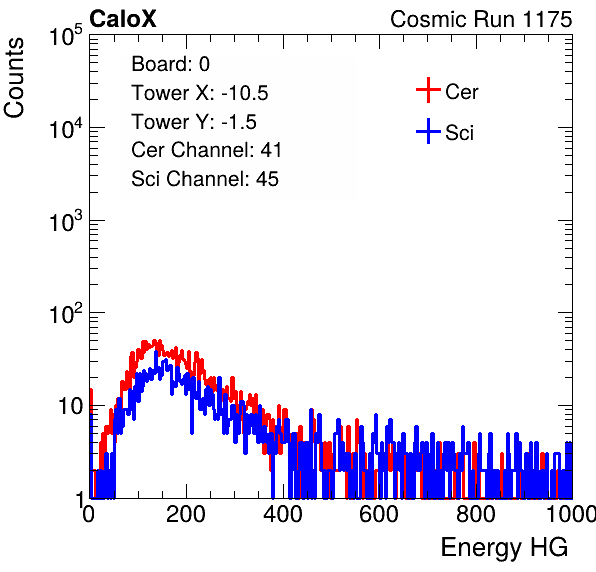 CaloX Cosmic Run 1175
Counts
10^5
10^4
10^3
10^2
10
1
Board: 0
Tower X: -10.5
Tower Y: -1.5
Cer Channel: 41
Sci Channel: 45
Cer
Sci
0 200 400 600 800 1000
Energy HG